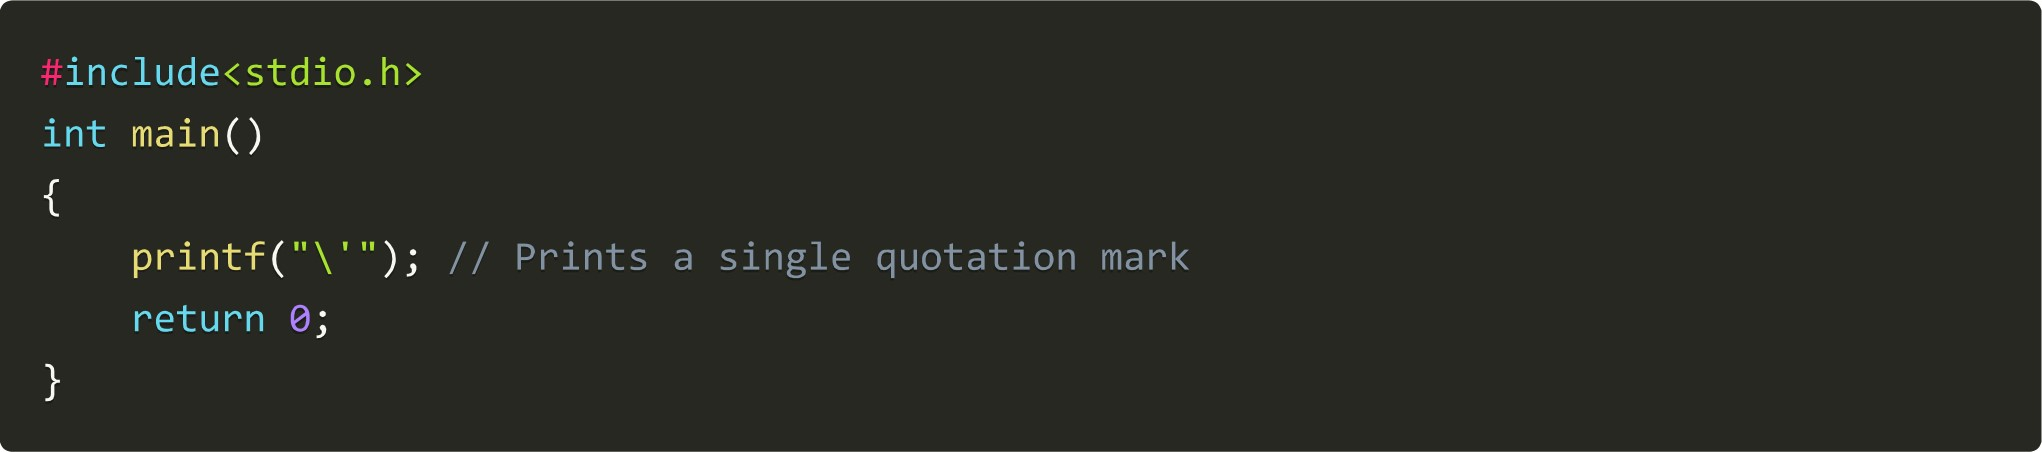 #include<stdio.h>
int main()
{
    printf("\'"); // Prints a single quotation mark
    return 0;
}